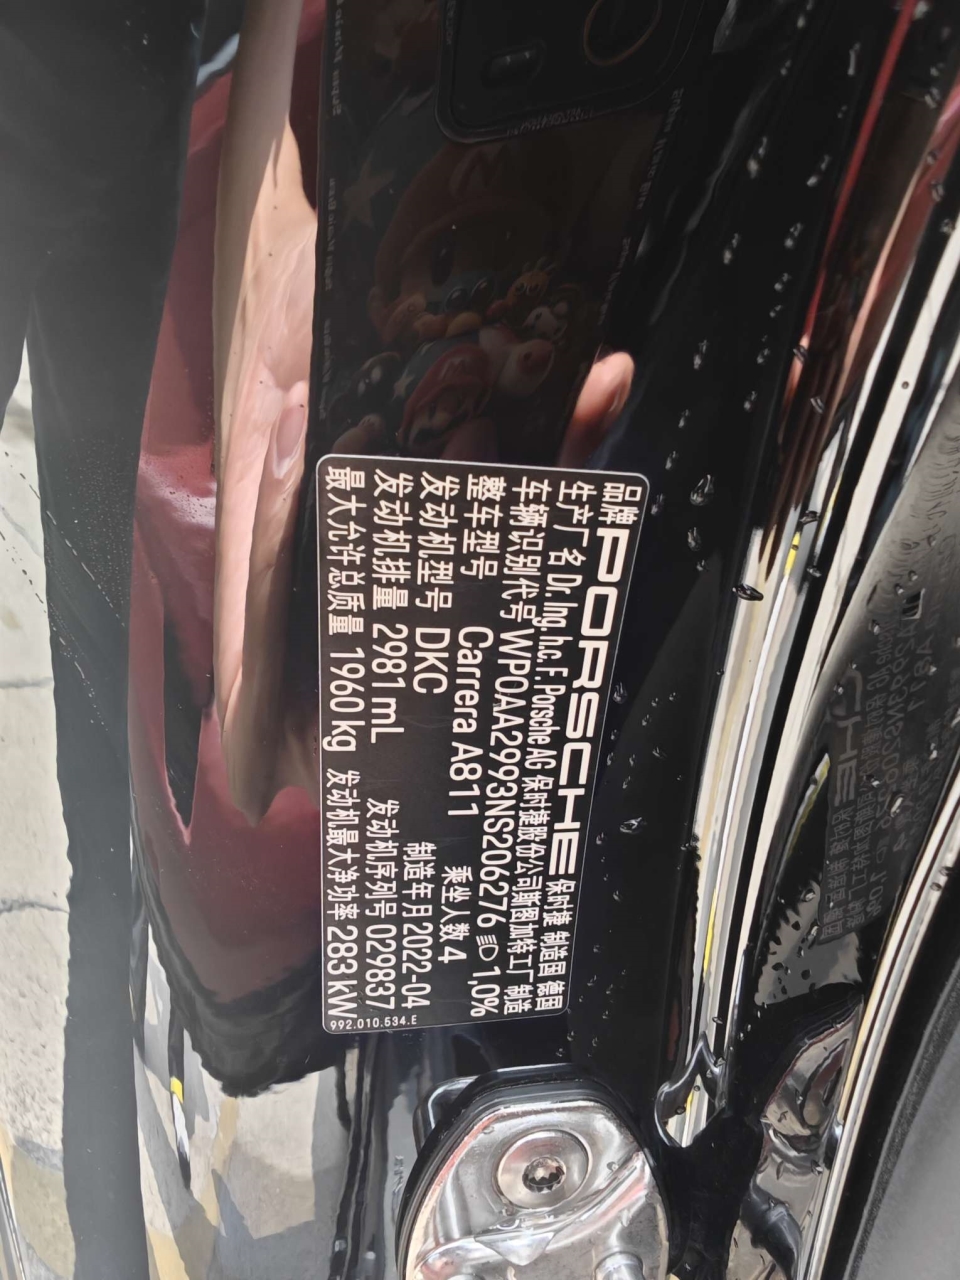 品牌 PORSCHE 保时捷 制造国 德国
生产厂名 Dr. Ing. h.c. F. Porsche AG 保时捷股份公司斯图加特工厂制造
车辆识别代号 WP0AA2993NS206276 1,0%
整车型号 Carrera A811 乘坐人数 4
发动机型号 DKC 制造年月 2022-04
发动机排量 2981 mL 发动机序列号 029837
最大允许总质量 1960 kg 发动机最大净功率 283 kW
992.010.534.E